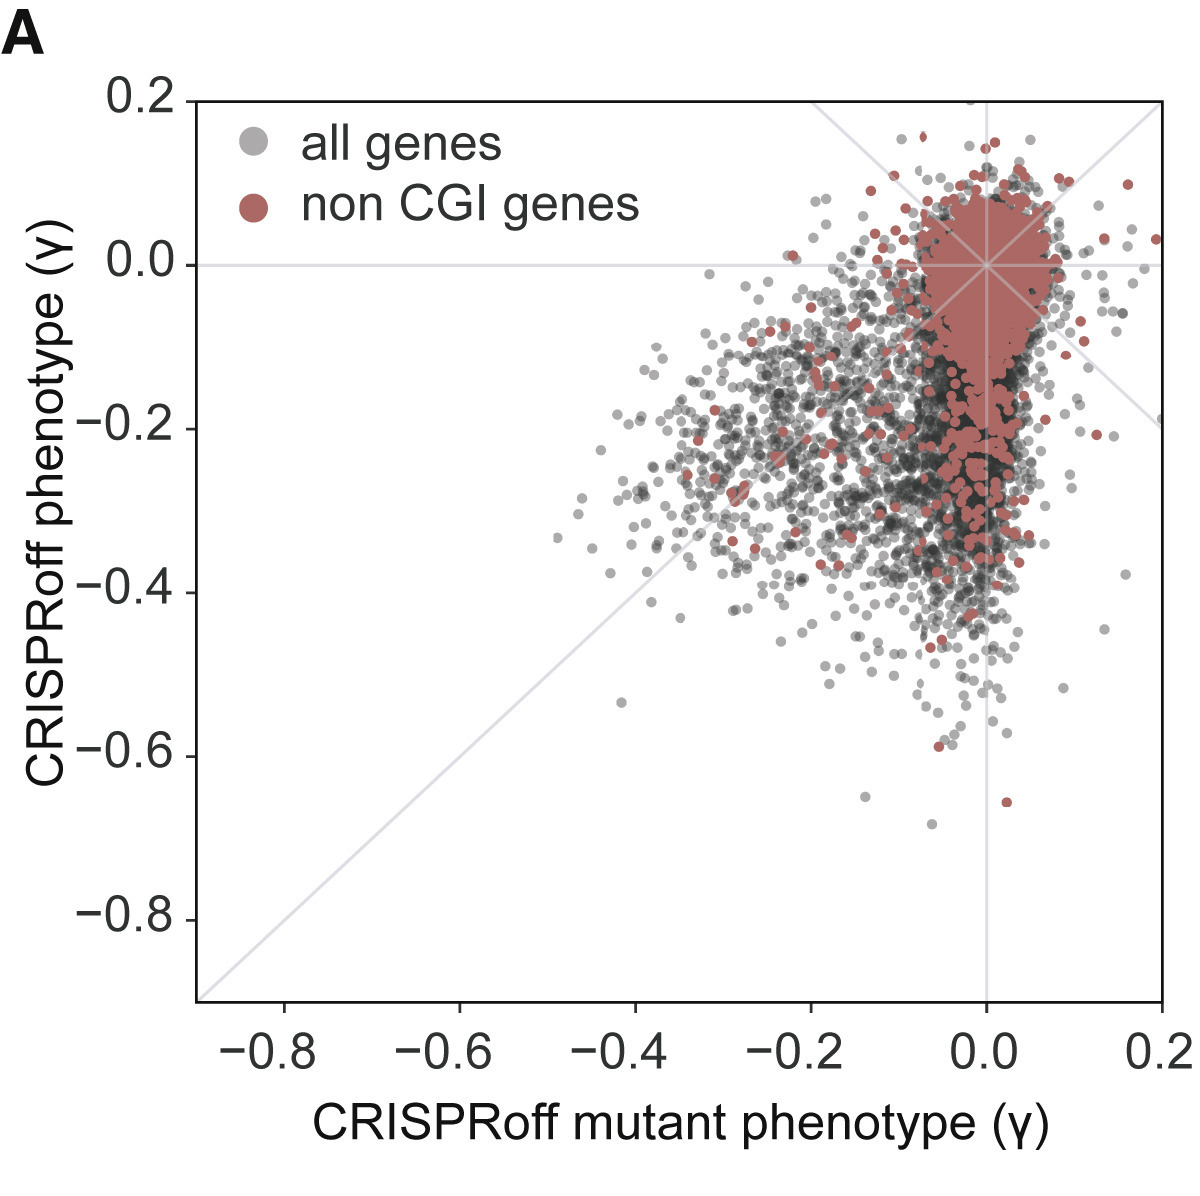 A
0.2
all genes
non CGI genes
0.0
−0.2
−0.4
−0.6
−0.8
CRISPRoff phenotype (γ)
−0.8 −0.6 −0.4 −0.2 0.0 0.2
CRISPRoff mutant phenotype (γ)